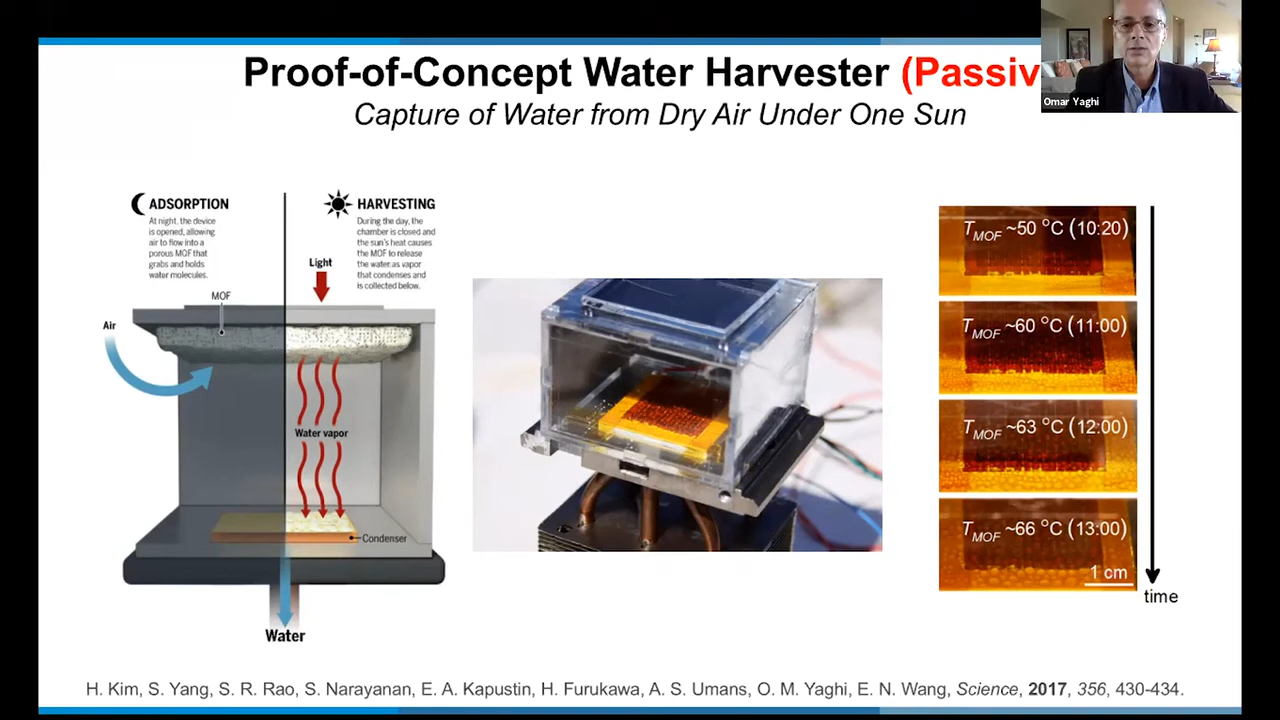 Proof-of-Concept Water Harvester (Passiv
Capture of Water from Dry Air Under One Sun
Omar Yaghi
ADSORPTION
At night, the device
is opened, allowing
air to flow into a
porous MOF that
grabs and holds
water molecules.
HARVESTING
During the day, the
chamber is closed and
the sun's heat causes
the MOF to release
the water as vapor
that condenses and
is collected below.
Light
MOF
Air
Water vapor
Condenser
Water
TMOF ~50 °C (10:20)
TMOF ~60 °C (11:00)
TMOF ~63 °C (12:00)
TMOF ~66 °C (13:00)
1 cm
time
H. Kim, S. Yang, S. R. Rao, S. Narayanan, E. A. Kapustin, H. Furukawa, A. S. Umans, O. M. Yaghi, E. N. Wang, Science, 2017, 356, 430-434.